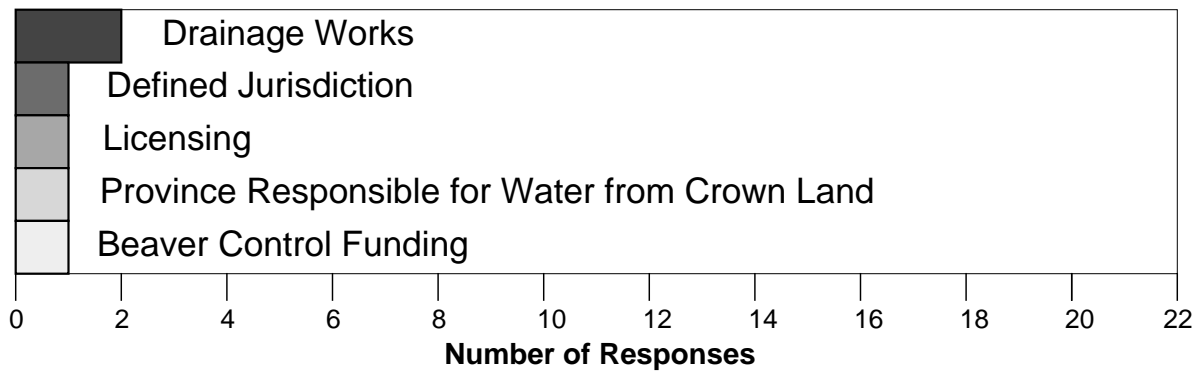 Drainage Works
Defined Jurisdiction
Licensing
Province Responsible for Water from Crown Land
Beaver Control Funding
0 2 4 6 8 10 12 14 16 18 20 22
Number of Responses